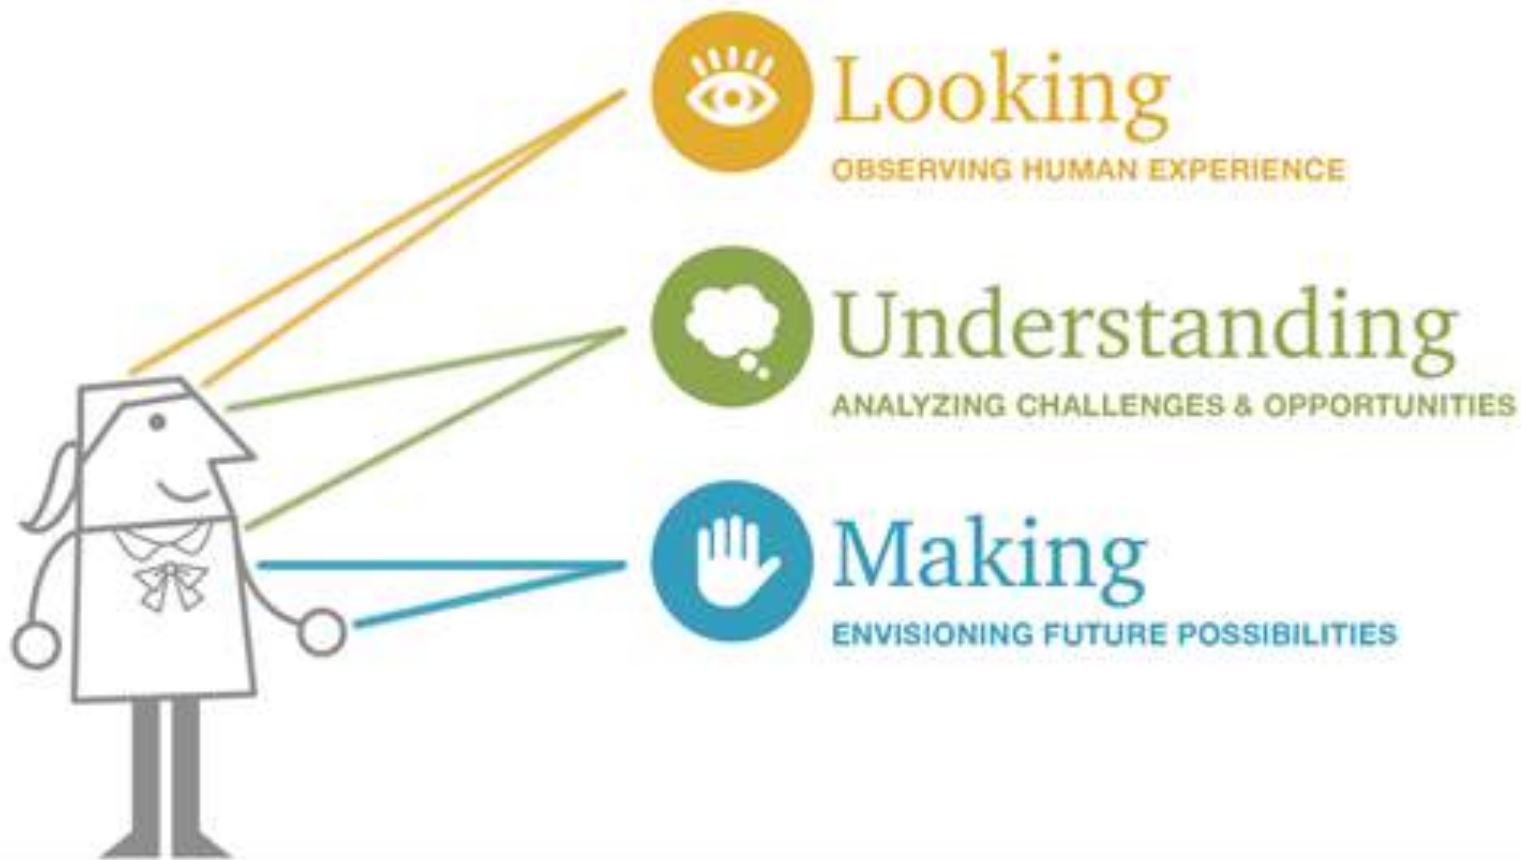 Looking
OBSERVING HUMAN EXPERIENCE
Understanding
ANALYZING CHALLENGES & OPPORTUNITIES
Making
ENVISIONING FUTURE POSSIBILITIES